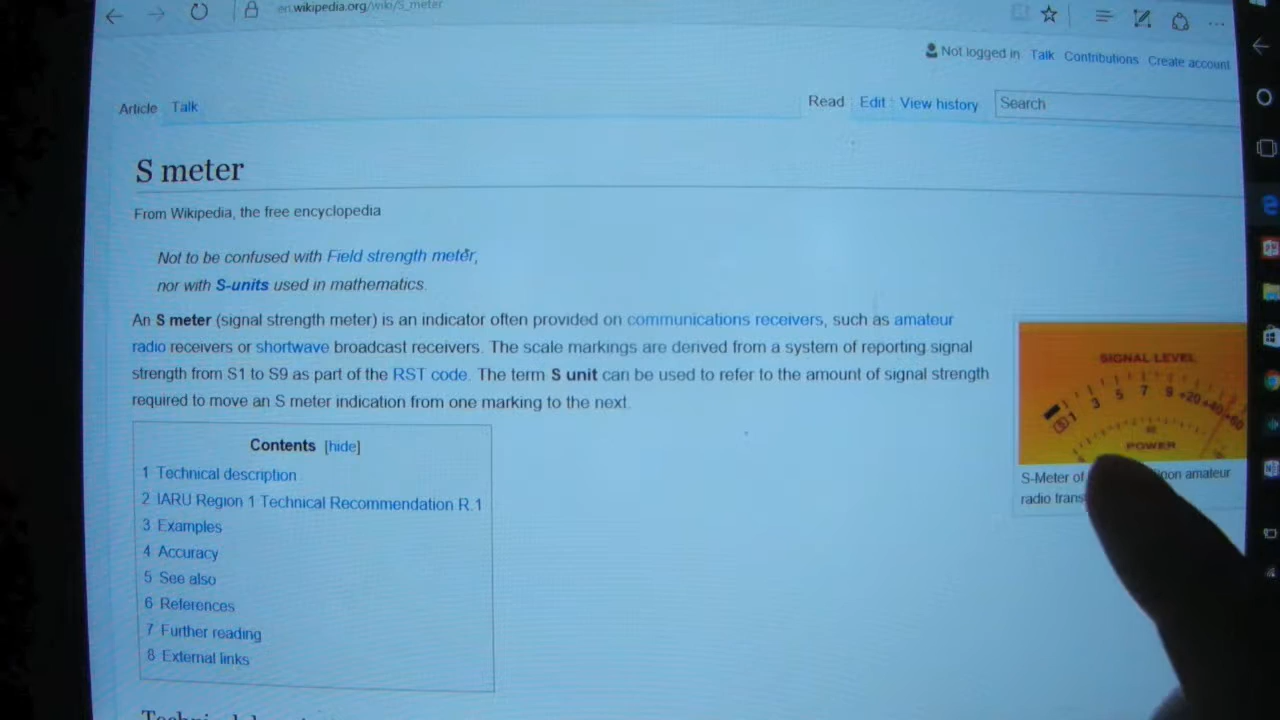 en.wikipedia.org/wiki/S_meter
Not logged in Talk Contributions Create account
Article Talk
Read Edit View history Search
S meter
From Wikipedia, the free encyclopedia
Not to be confused with Field strength meter,
nor with S-units used in mathematics.
An S meter (signal strength meter) is an indicator often provided on communications receivers, such as amateur
radio receivers or shortwave broadcast receivers. The scale markings are derived from a system of reporting signal
strength from S1 to S9 as part of the RST code. The term S unit can be used to refer to the amount of signal strength
required to move an S meter indication from one marking to the next.
SIGNAL LEVEL
1 3 5 7 9 +20 +40 +60
POWER
S-Meter of amateur
radio
Contents [hide]
1 Technical description
2 IARU Region 1 Technical Recommendation R.1
3 Examples
4 Accuracy
5 See also
6 References
7 Further reading
8 External links